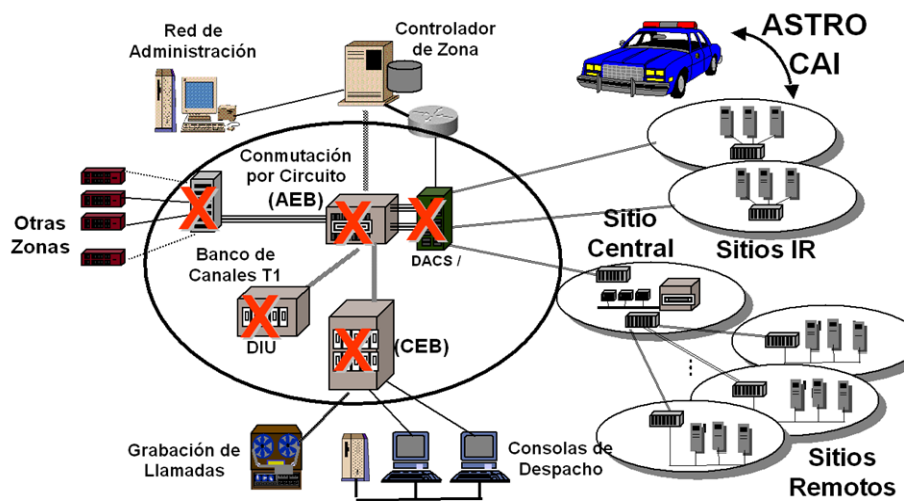 Red de
Administración
Controlador
de Zona
ASTRO
CAI
Conmutación
por Circuito
(AEB)
Otras
Zonas
Banco de
Canales T1
DACS /
Sitio
Central
Sitios IR
DIU
(CEB)
Grabación de
Llamadas
Consolas de
Despacho
Sitios
Remotos